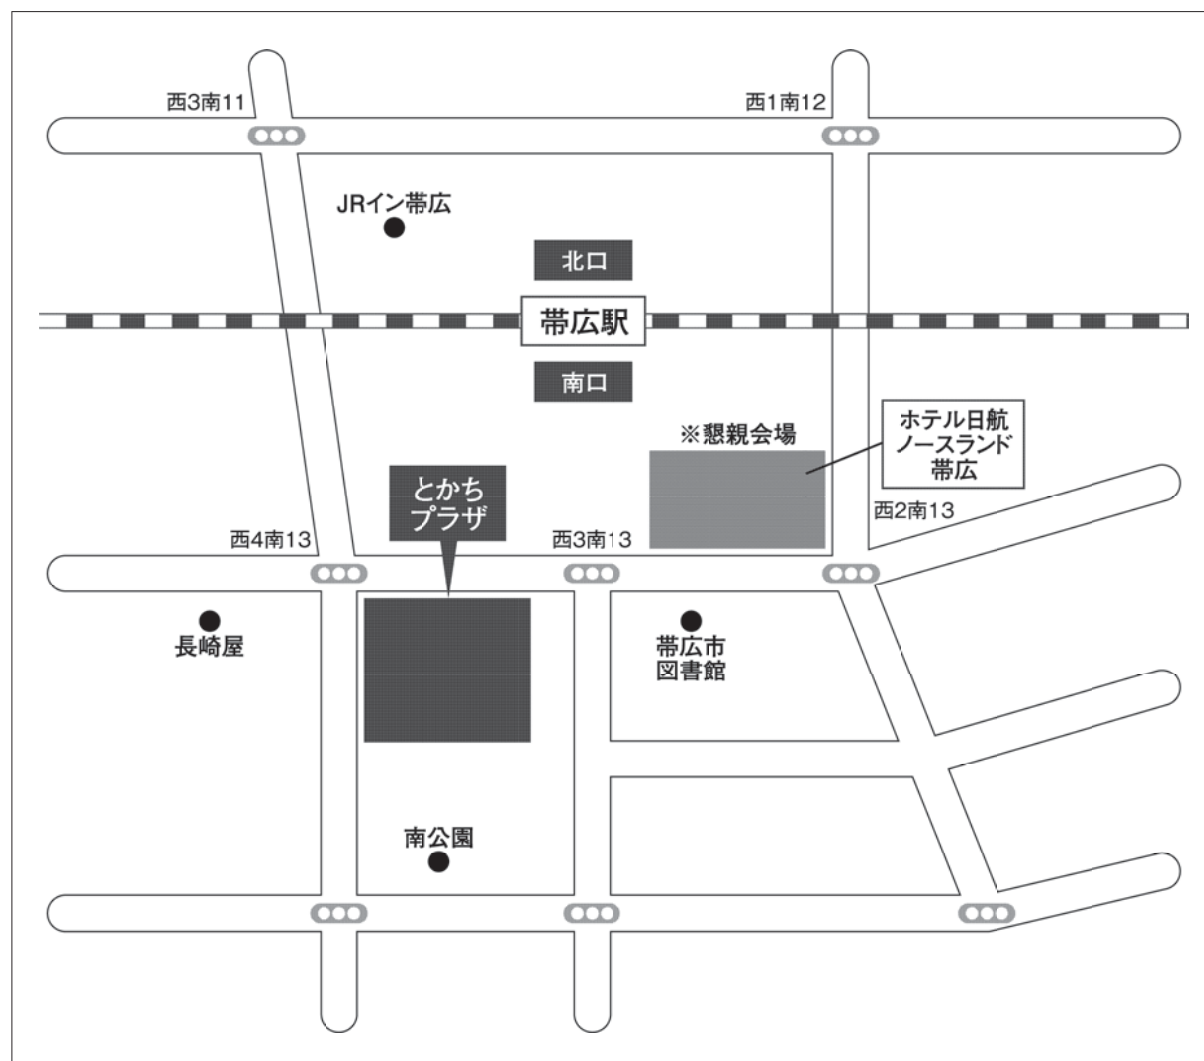 西3南11
西1南12
JRイン帯広
北口
帯広駅
南口
※懇親会場
ホテル日航
ノースランド
帯広
とかち
プラザ
西4南13
西3南13
西2南13
長崎屋
帯広市
図書館
南公園